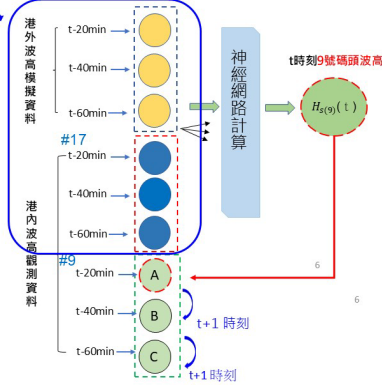 港外波高模擬資料
t-20min
t-40min
t-60min
#17
t-20min
t-40min
t-60min
港內波高觀測資料
#9
t-20min
A
t-40min
B
t-60min
C
t+1 時刻
t+1 時刻
神經網路計算
t時刻9號碼頭波高
H_{s(9)}(t)
6
6